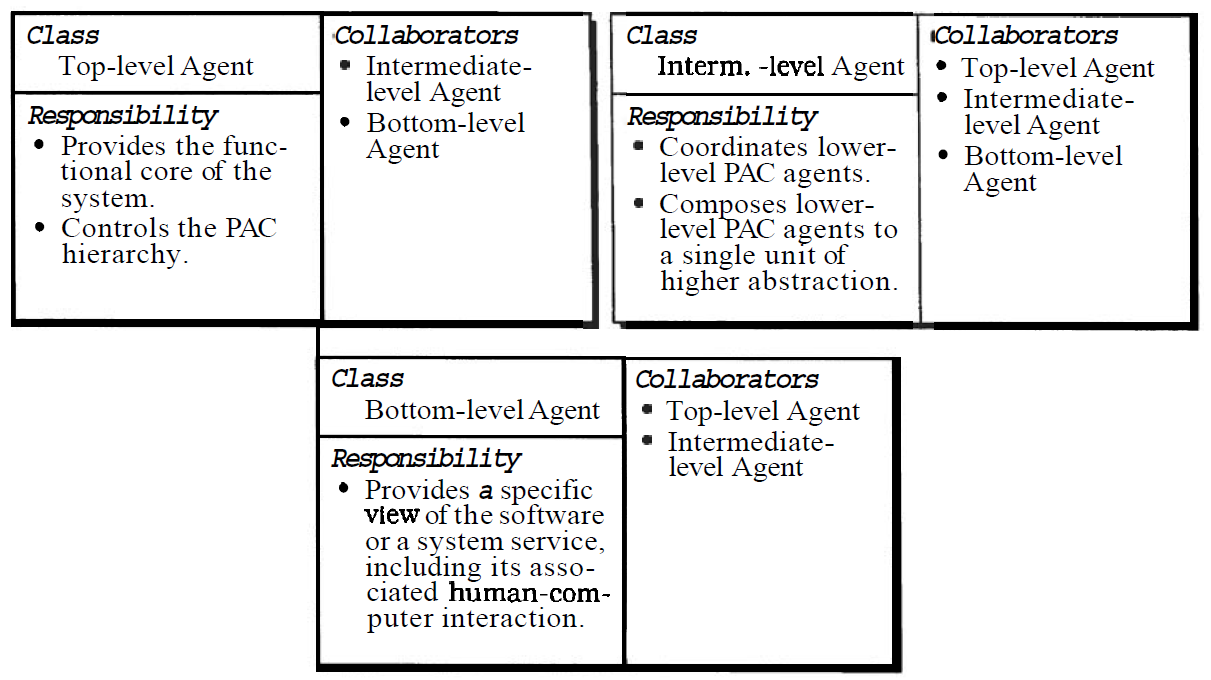 Class
Top-level Agent
Responsibility
• Provides the func-
tional core of the
system.
• Controls the PAC
hierarchy.
Collaborators
• Intermediate-
level Agent
• Bottom-level
Agent
Class
Interm. -level Agent
Responsibility
• Coordinates lower-
level PAC agents.
• Composes lower-
level PAC agents to
a single unit of
higher abstraction.
Collaborators
• Top-level Agent
• Intermediate-
level Agent
• Bottom-level
Agent
Class
Bottom-level Agent
Responsibility
• Provides a specific
view of the software
or a system service,
including its asso-
ciated human-com-
puter interaction.
Collaborators
• Top-level Agent
• Intermediate-
level Agent